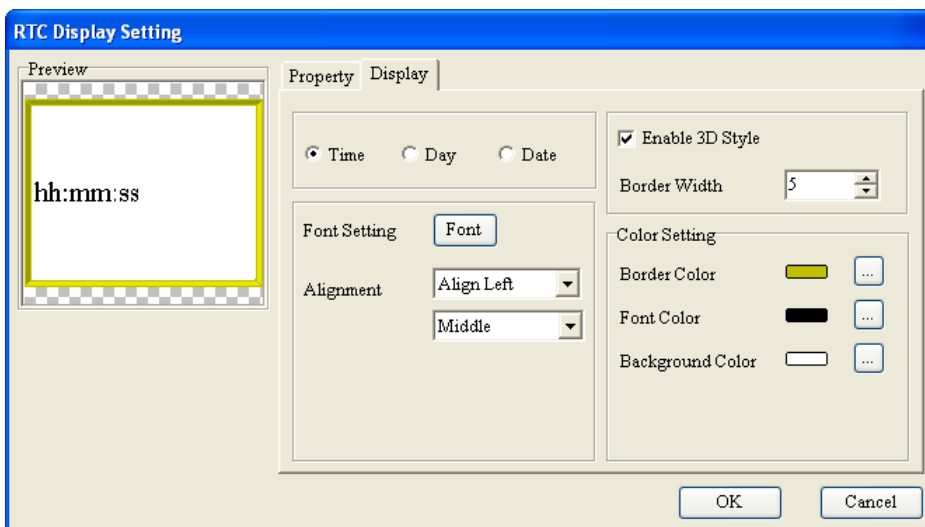 RTC Display Setting
Preview
hh:mm:ss
Property Display
Time Day Date
Font Setting Font
Alignment Align Left
Middle
Enable 3D Style
Border Width 5
Color Setting
Border Color ...
Font Color ...
Background Color ...
OK Cancel